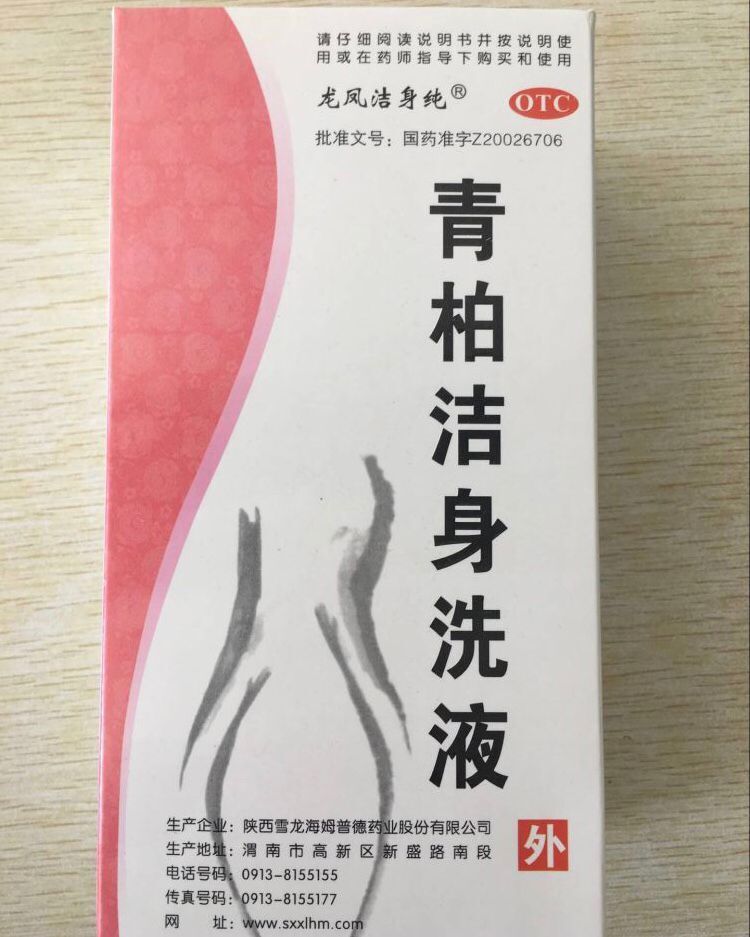 请仔细阅读说明书并按说明使
用或在药师指导下购买和使用
龙凤洁身纯®
OTC
批准文号：国药准字Z20026706
青柏洁身洗液
生产企业：陕西雪龙海姆普德药业股份有限公司
生产地址：渭南市高新区新盛路南段
电话号码：0913-8155155
传真号码：0913-8155177
网 址：www.sxxlhm.com
外